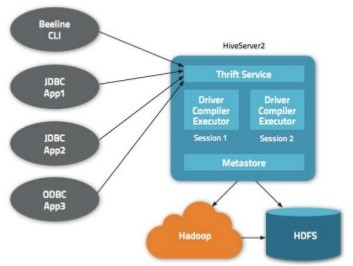 Beeline
CLI
JDBC
App1
JDBC
App2
ODBC
App3
HiveServer2
Thrift Service
Driver
Compiler
Executor
Session 1
Driver
Compiler
Executor
Session 2
Metastore
Hadoop
HDFS